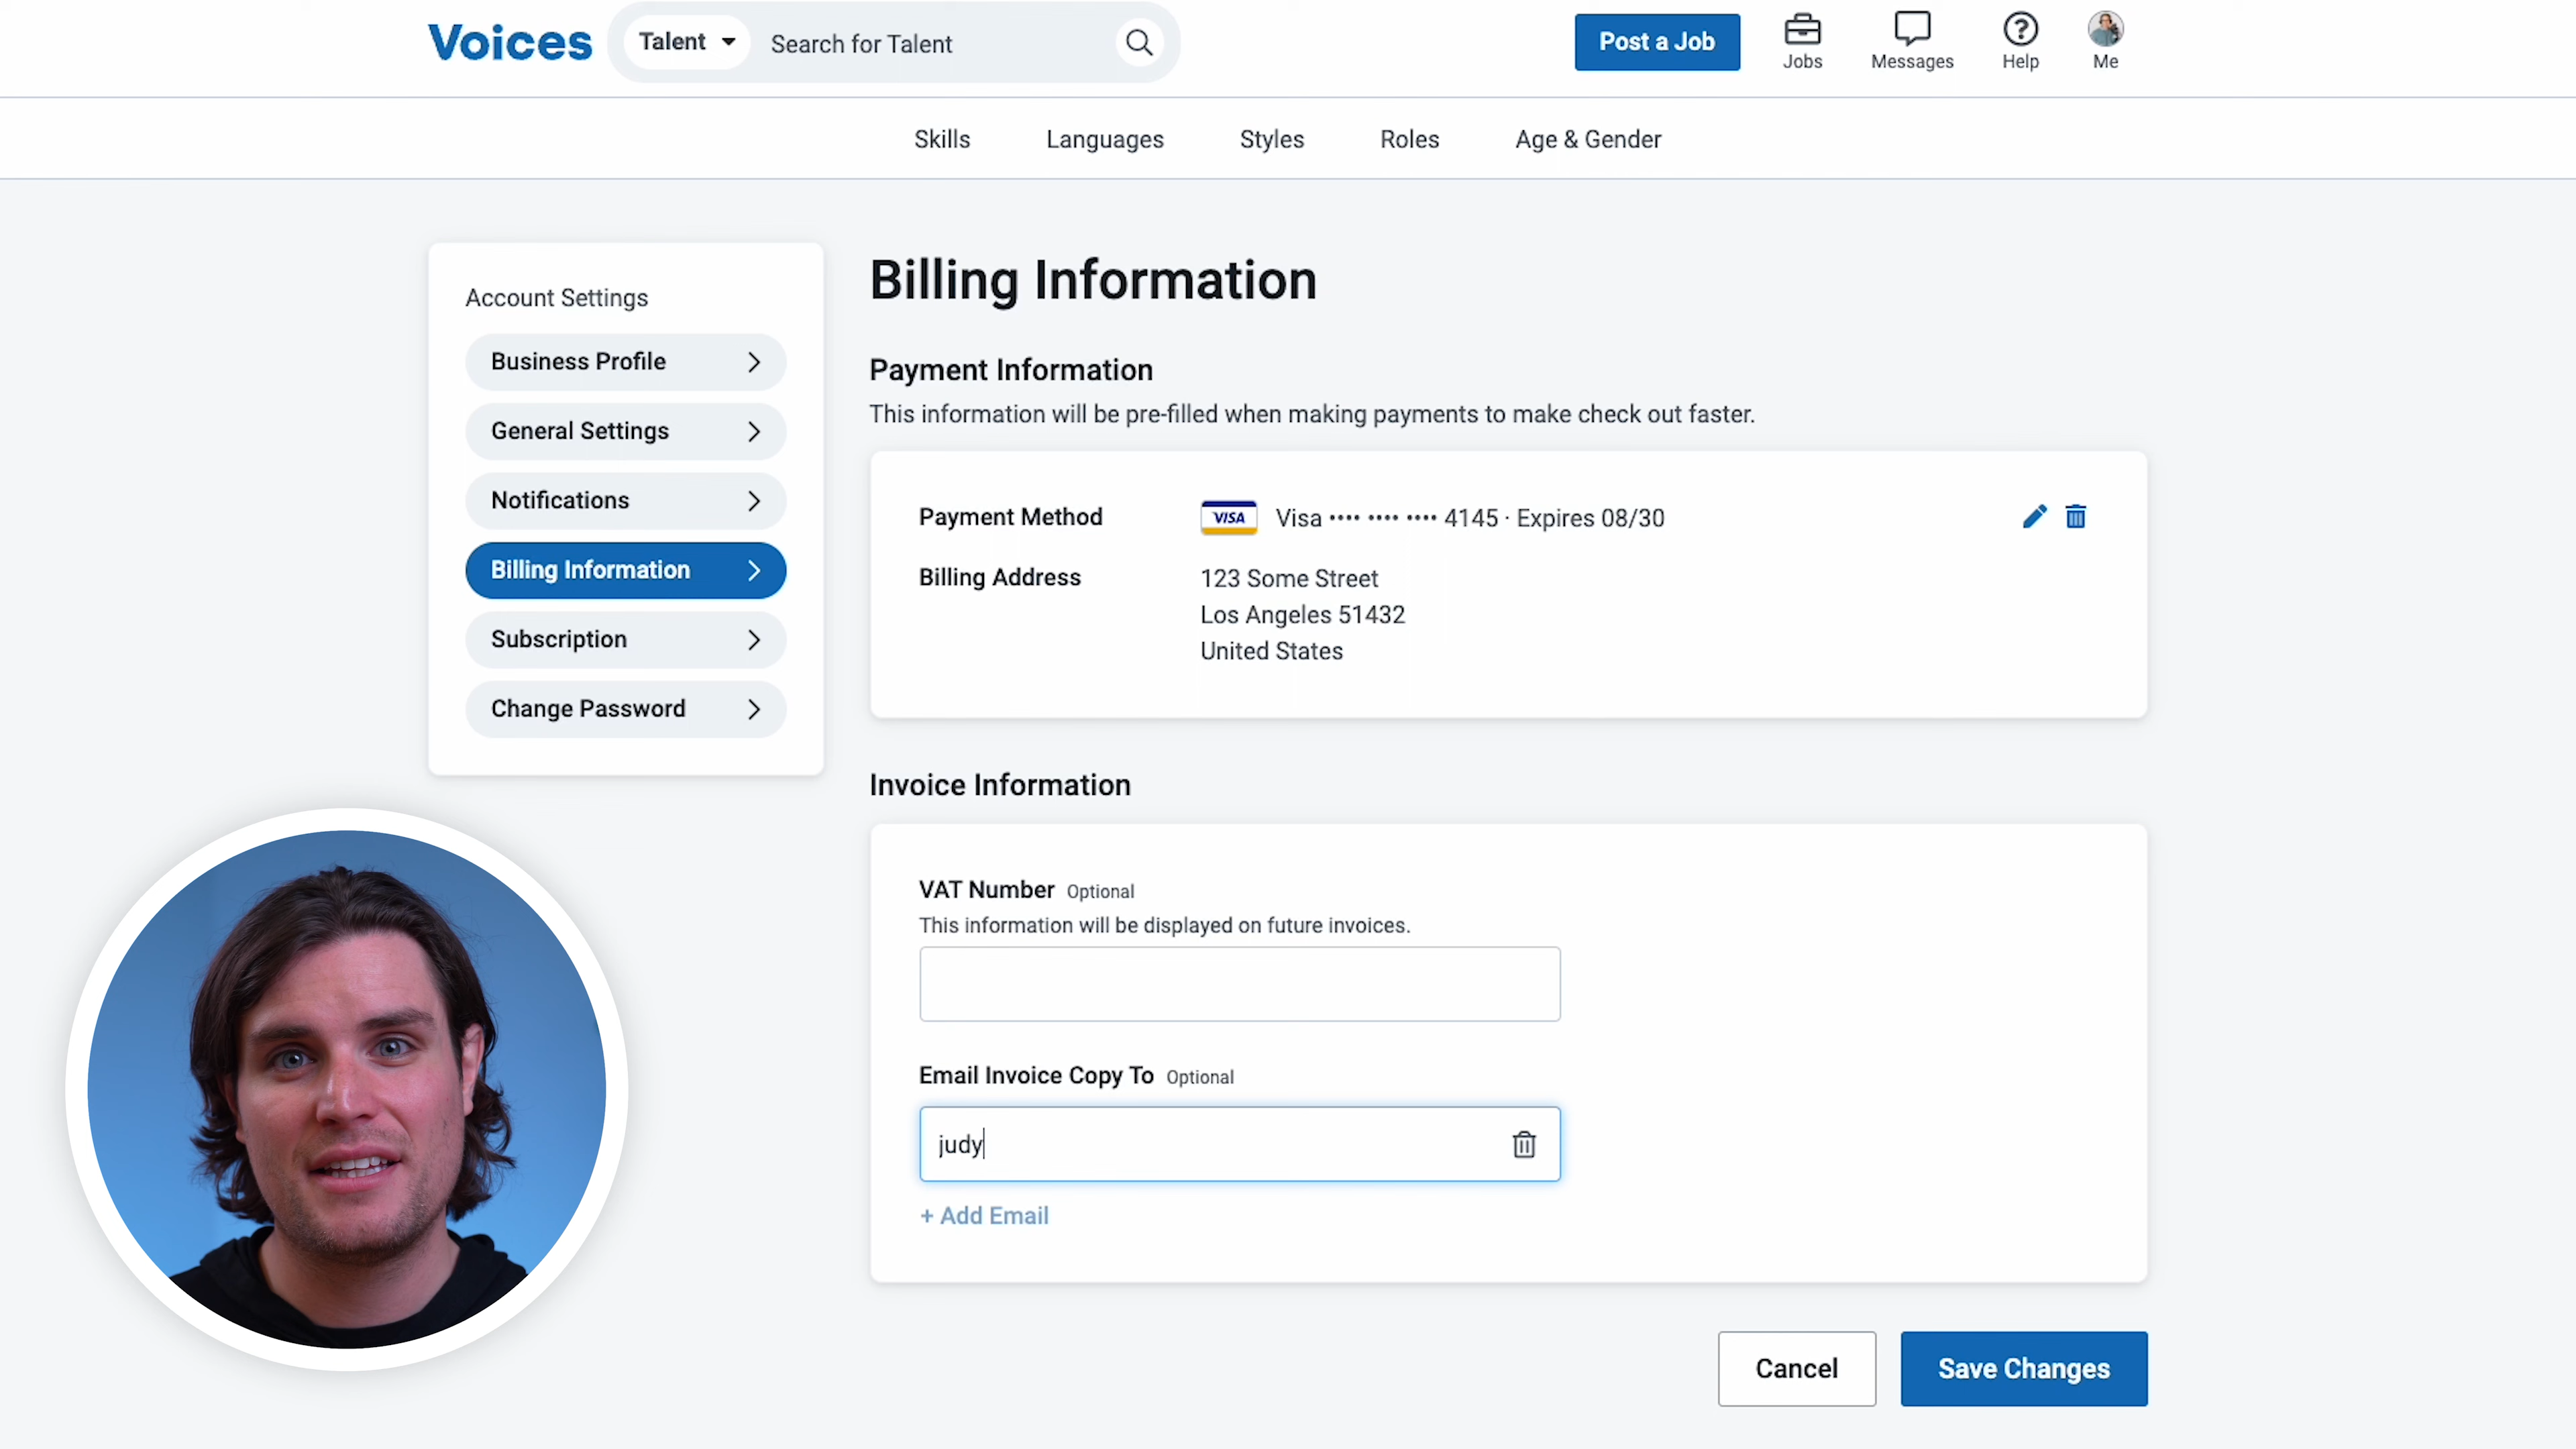 Voices
Talent
Search for Talent
Post a Job
Jobs
Messages
Help
Me
Skills
Languages
Styles
Roles
Age & Gender
Account Settings
Business Profile
General Settings
Notifications
Billing Information
Subscription
Change Password
Billing Information
Payment Information
This information will be pre-filled when making payments to make check out faster.
Payment Method
VISA
Visa •••• •••• •••• 4145 · Expires 08/30
Billing Address
123 Some Street
Los Angeles 51432
United States
Invoice Information
VAT Number Optional
This information will be displayed on future invoices.
Email Invoice Copy To Optional
judy
+ Add Email
Cancel
Save Changes